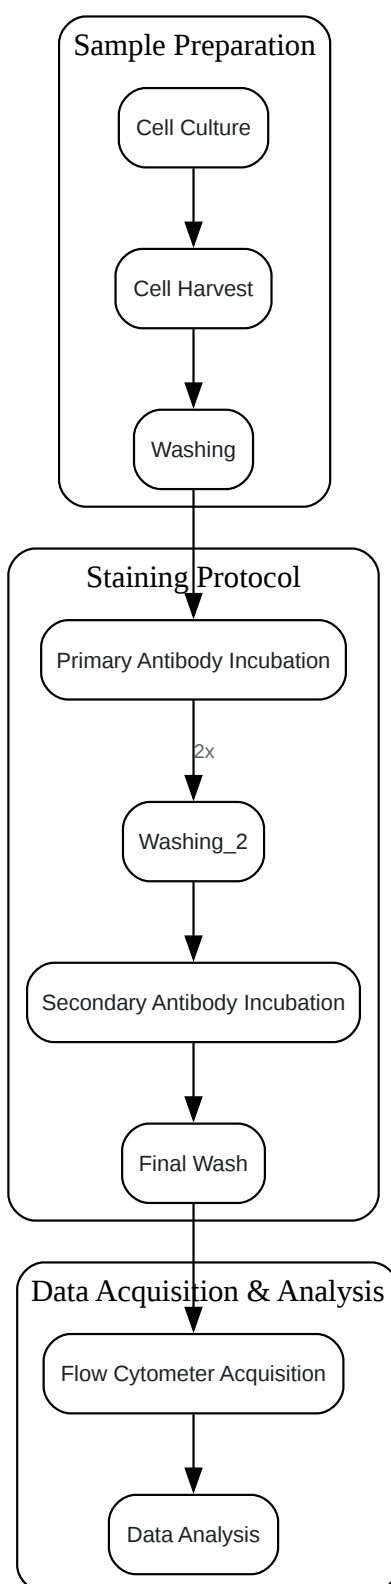 Sample Preparation
Cell Culture
Cell Harvest
Washing
Staining Protocol
Primary Antibody Incubation
2x
Washing_2
Secondary Antibody Incubation
Final Wash
Data Acquisition & Analysis
Flow Cytometer Acquisition
Data Analysis